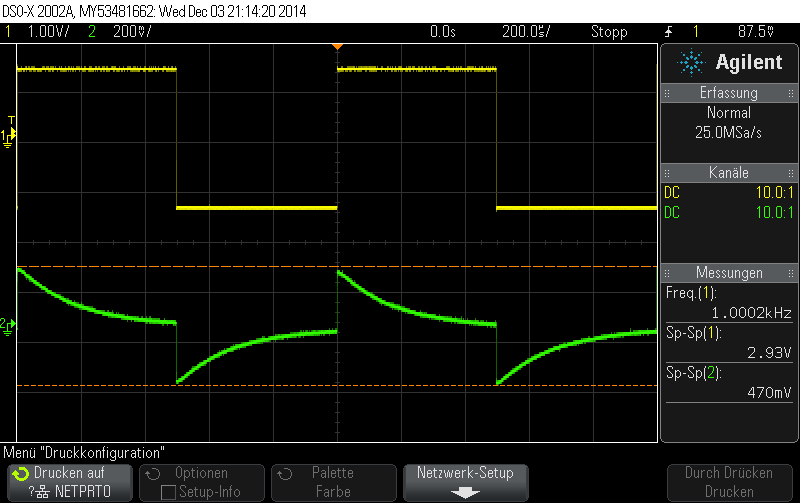 DSO-X 2002A, MY53481662: Wed Dec 03 21:14:20 2014
1 1.00V/ 2 200mV/ 0.0s 200.0s/ Stopp 1 87.5%
Agilent
Erfassung
Normal
25.0MSa/s
Kanäle
DC 10.0:1
DC 10.0:1
Messungen
Freq.(1):
1.0002kHz
Sp-Sp(1):
2.93V
Sp-Sp(2):
470mV
T
1
2
Menü "Druckkonfiguration"
Drucken auf
? NETPRT0
Optionen
Setup-Info
Palette
Farbe
Netzwerk-Setup
Durch Drücken
Drucken